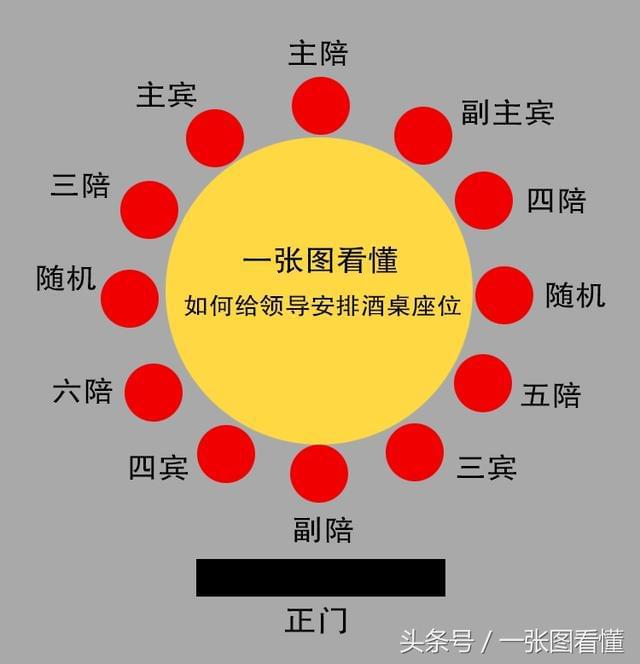 主陪
主宾
副主宾
三陪
四陪
一张图看懂
随机
如何给领导安排酒桌座位
随机
六陪
五陪
四宾
三宾
副陪
正门
头条号 / 一张图看懂